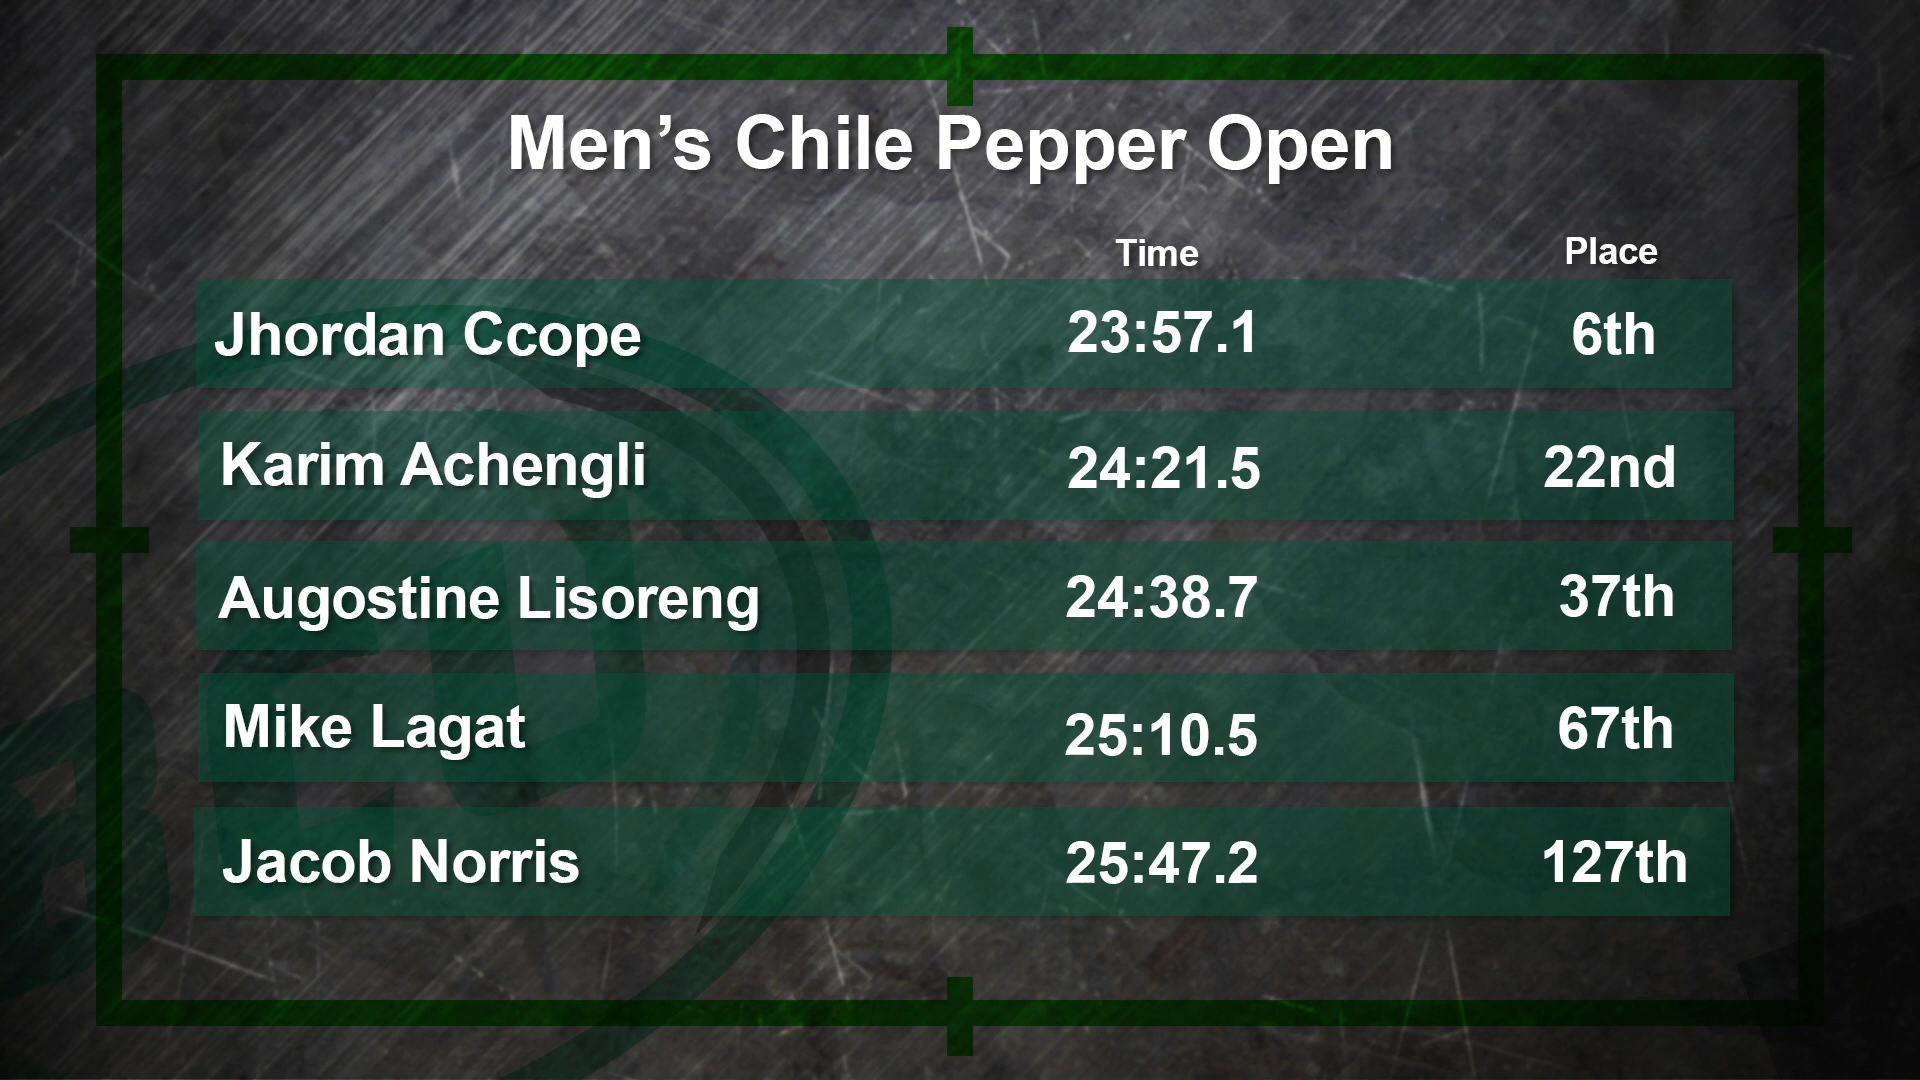 Men's Chile Pepper Open
Time Place
Jhordan Ccope 23:57.1 6th
Karim Achengli 24:21.5 22nd
Augostine Lisoreng 24:38.7 37th
Mike Lagat 25:10.5 67th
Jacob Norris 25:47.2 127th